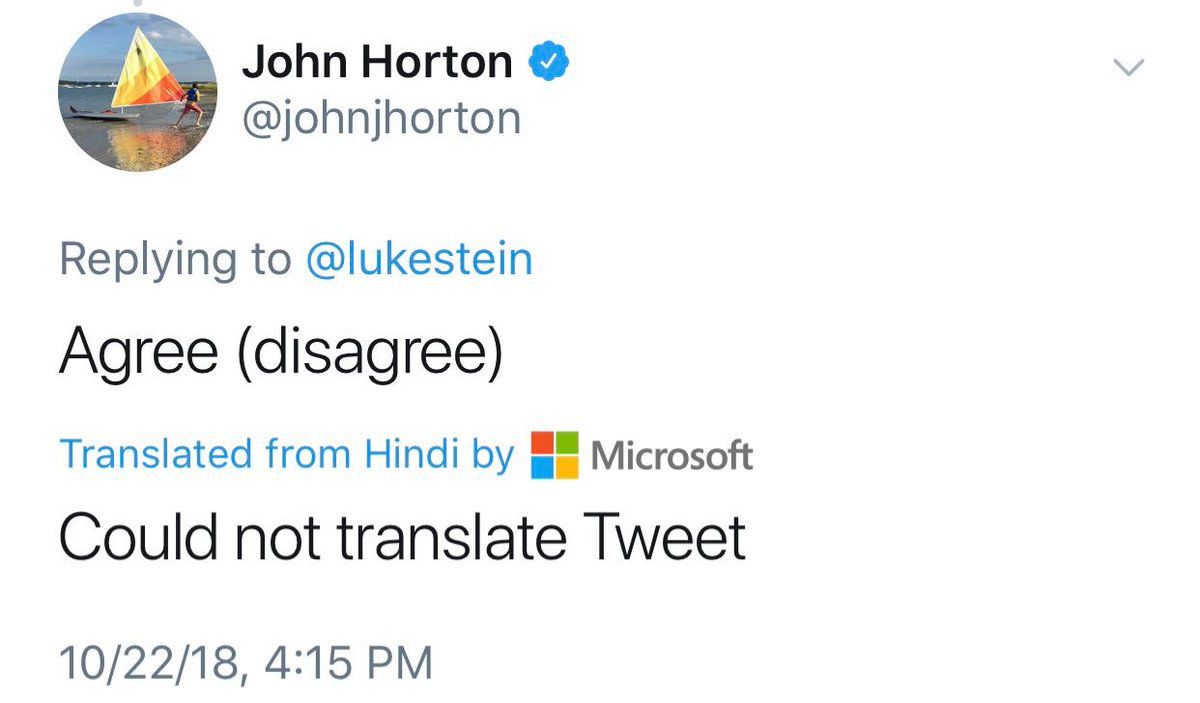 John Horton
@johnjhorton
Replying to @lukestein
Agree (disagree)
Translated from Hindi by Microsoft
Could not translate Tweet
10/22/18, 4:15 PM